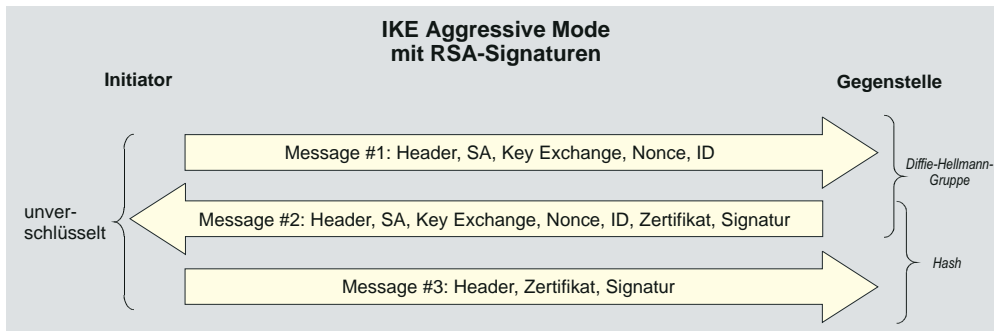 IKE Aggressive Mode
mit RSA-Signaturen
Initiator
Gegenstelle
Message #1: Header, SA, Key Exchange, Nonce, ID
Diffie-Hellmann-
Gruppe
unver-
schlüsselt
Message #2: Header, SA, Key Exchange, Nonce, ID, Zertifikat, Signatur
Hash
Message #3: Header, Zertifikat, Signatur